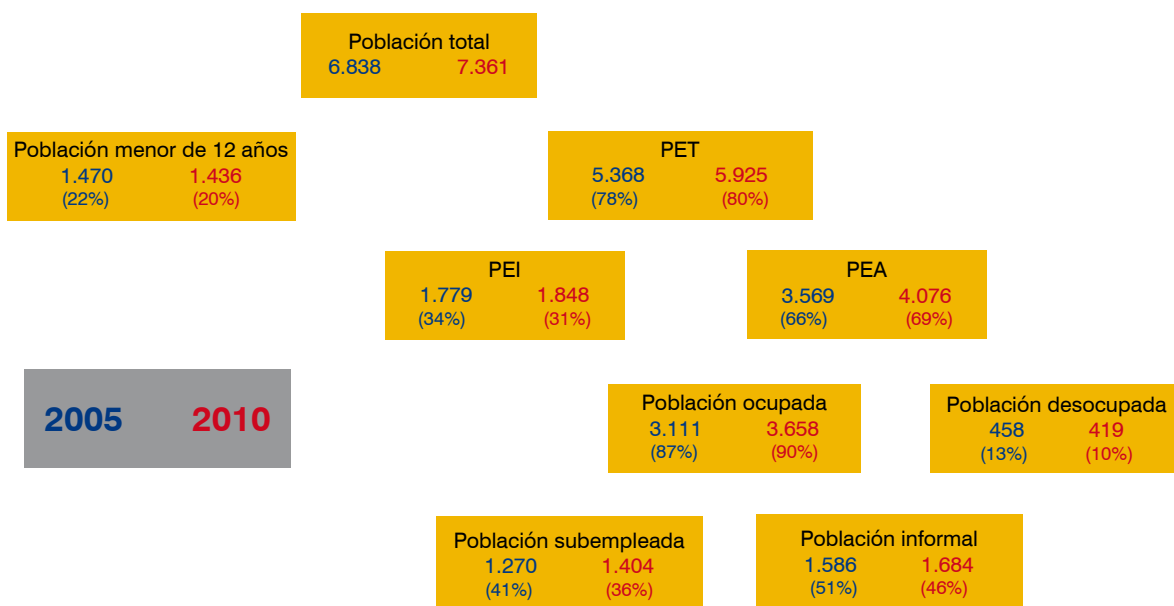 Población total
6.838 7.361
Población menor de 12 años
1.470 1.436
(22%) (20%)
PET
5.368 5.925
(78%) (80%)
PEI
1.779 1.848
(34%) (31%)
PEA
3.569 4.076
(66%) (69%)
2005 2010
Población ocupada
3.111 3.658
(87%) (90%)
Población desocupada
458 419
(13%) (10%)
Población subempleada
1.270 1.404
(41%) (36%)
Población informal
1.586 1.684
(51%) (46%)